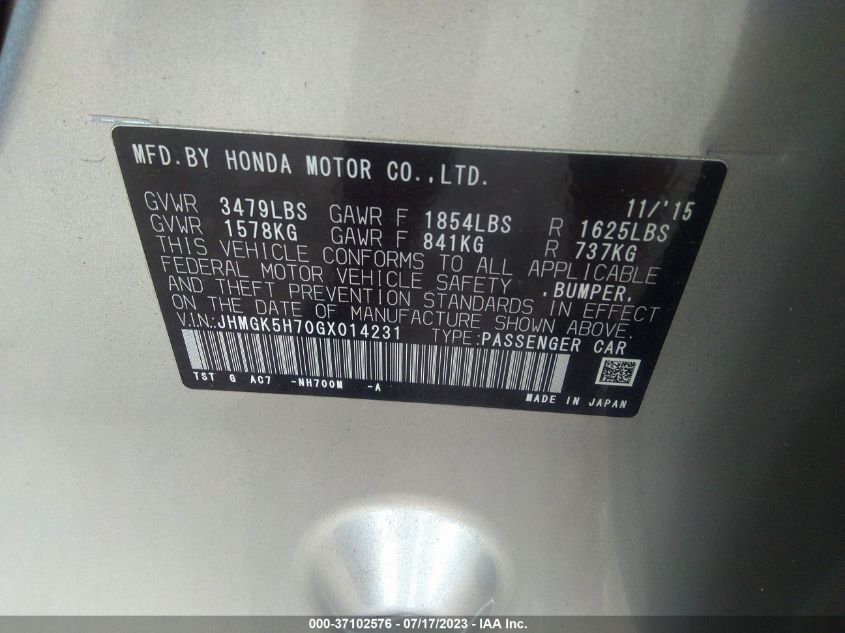 MFD.BY HONDA MOTOR CO.,LTD.
11/'15
GVWR 3479LBS GAWR F 1854LBS R 1625LBS
GVWR 1578KG GAWR F 841KG R 737KG
THIS VEHICLE CONFORMS TO ALL APPLICABLE
FEDERAL MOTOR VEHICLE SAFETY ,BUMPER,
AND THEFT PREVENTION STANDARDS IN EFFECT
ON THE DATE OF MANUFACTURE SHOWN ABOVE.
V.IN.:JHMGK5H70GX014231 TYPE:PASSENGER CAR
TST G AC7 -NH700M -A
MADE IN JAPAN
000-37102576 - 07/17/2023 - IAA Inc.